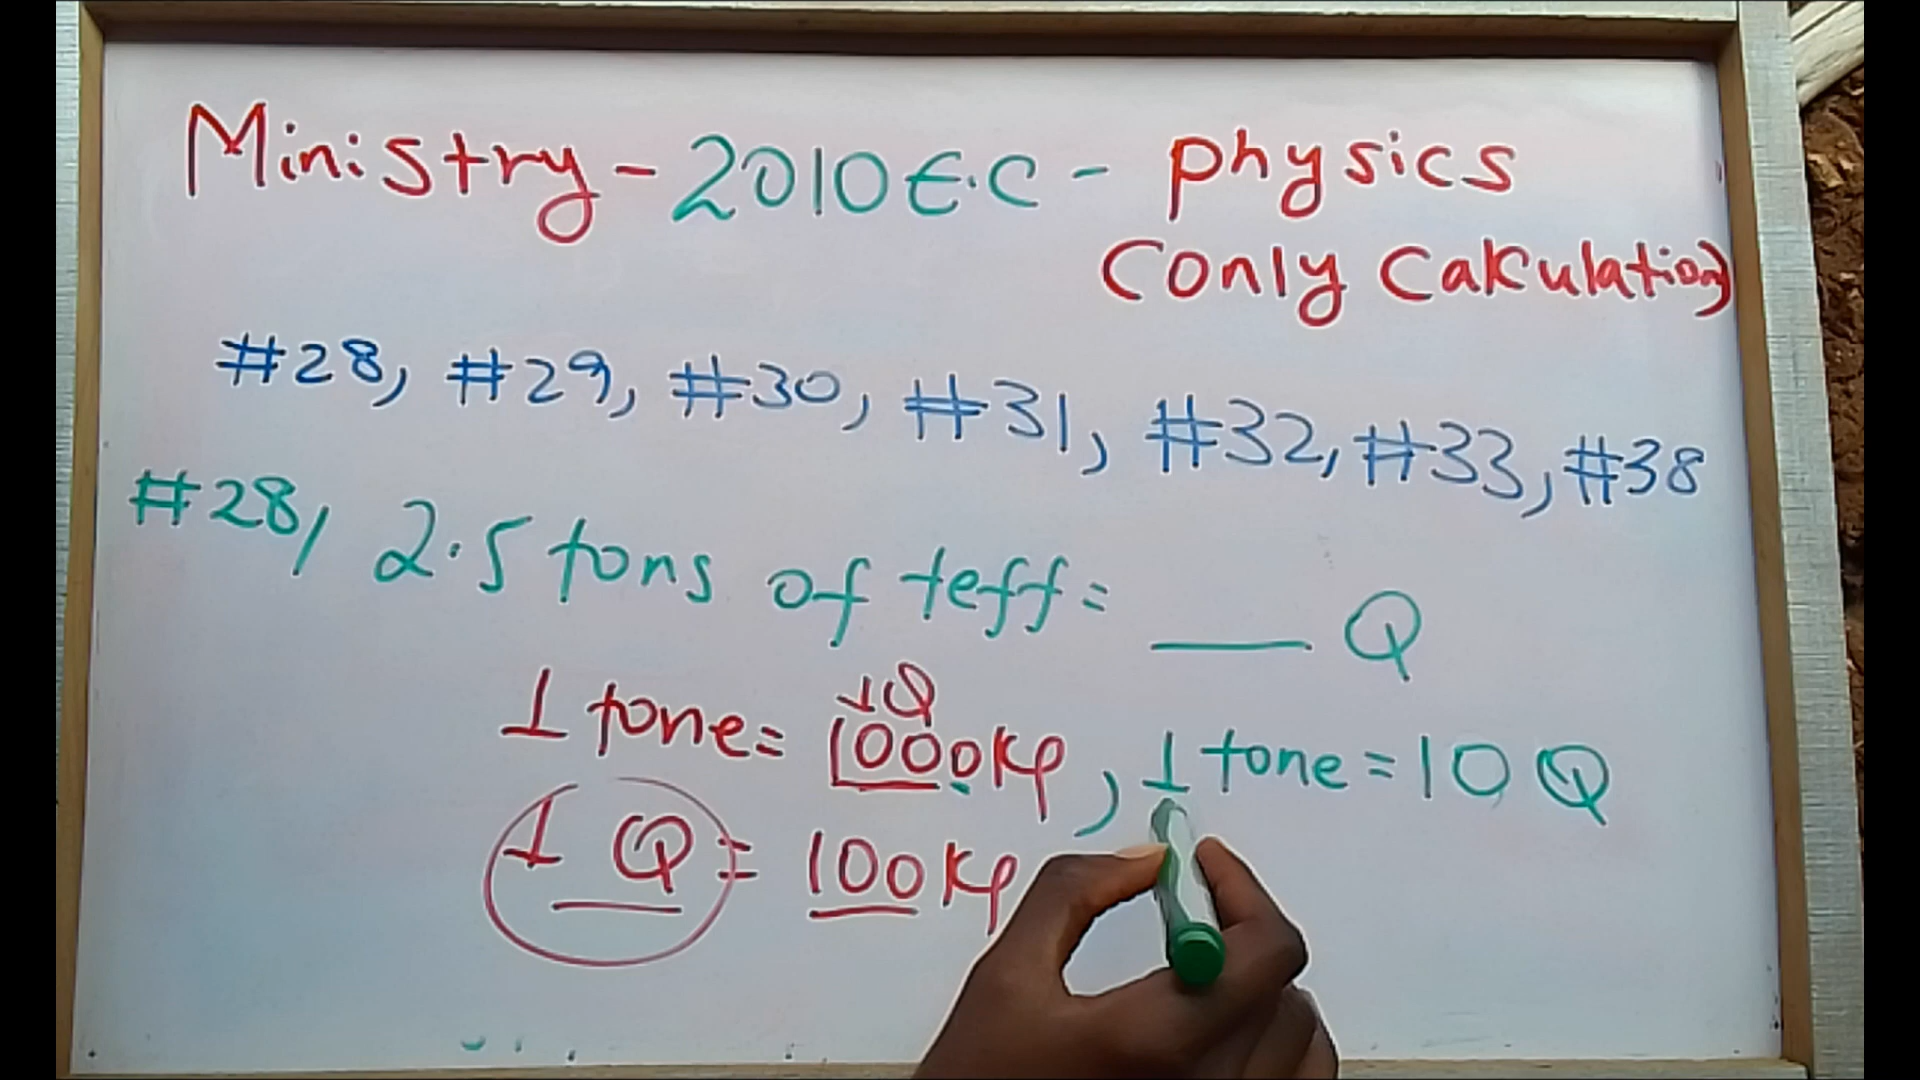 Ministry - 2010 E.C - Physics
(only Calculation)
#28, #29, #30, #31, #32, #33, #38
#28, 2.5 tons of teff = ___ Q
1Q
1 tone = 1000kg, 1 tone = 10 Q
1 Q = 100kg